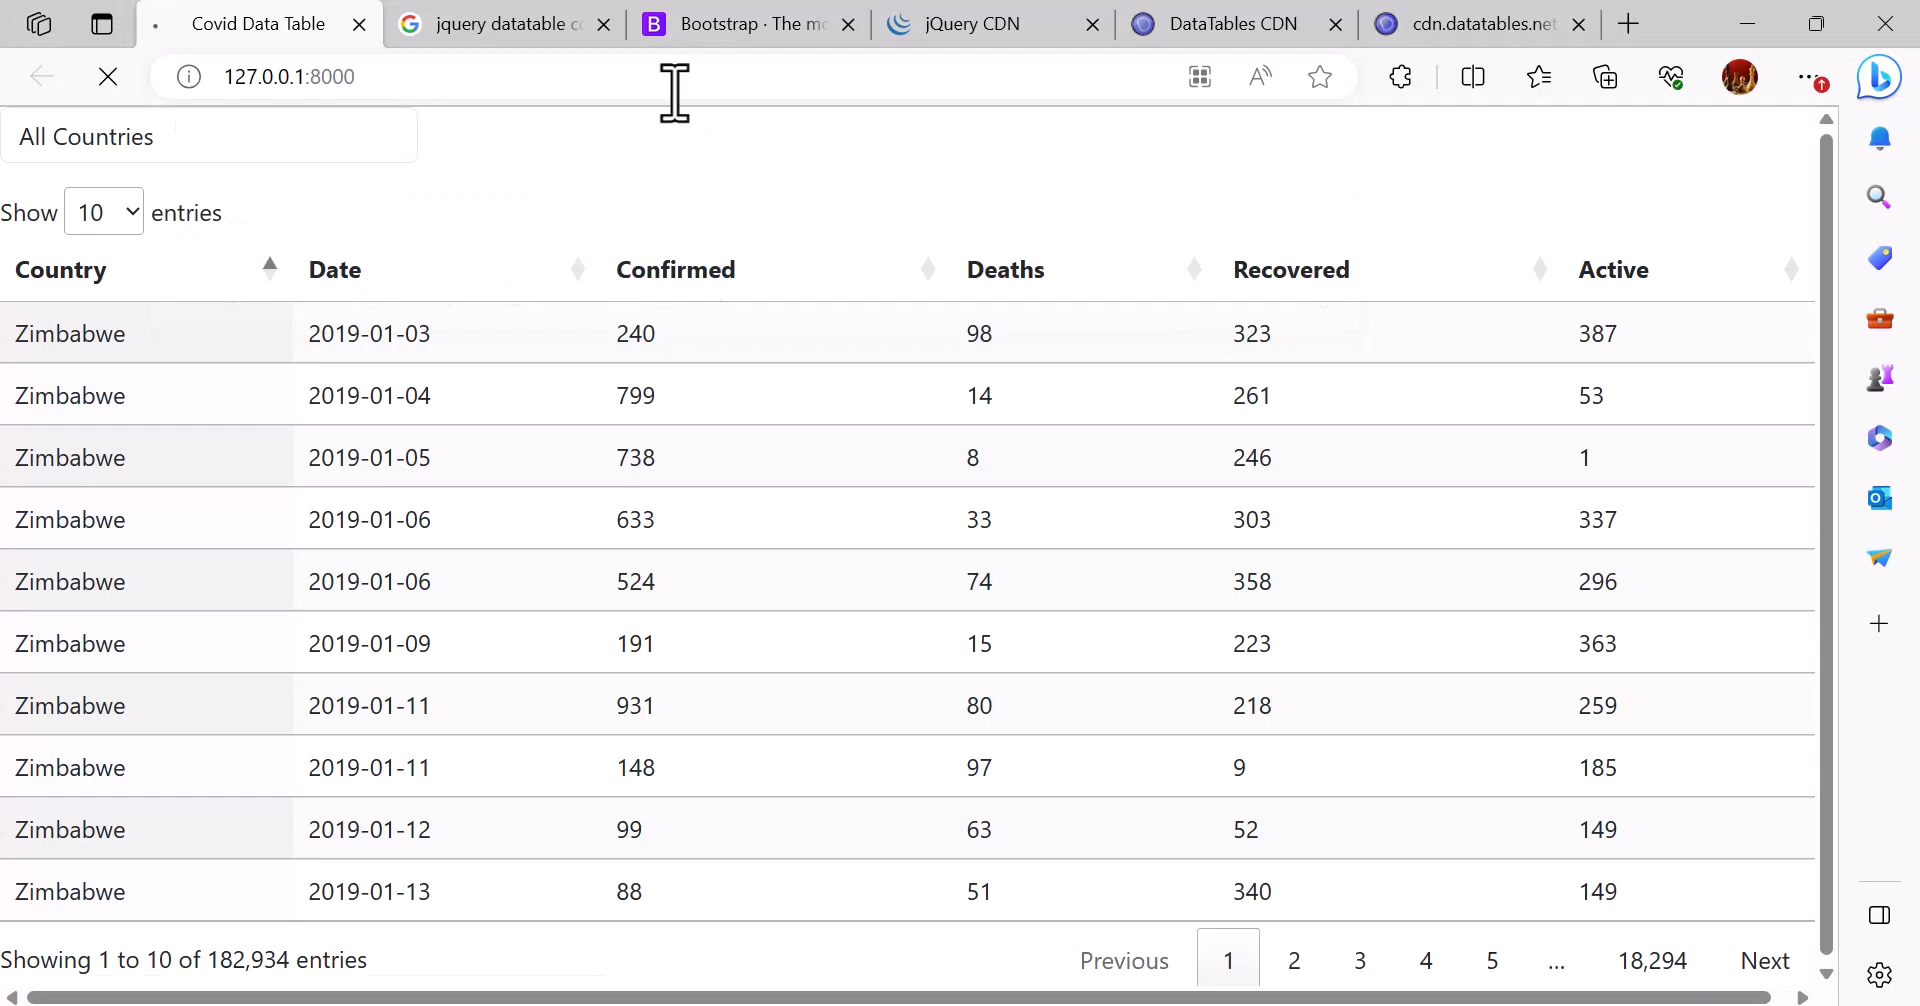 Covid Data Table jquery datatable cc Bootstrap · The mo jQuery CDN DataTables CDN cdn.datatables.net
127.0.0.1:8000
All Countries
Show 10 entries
Country Date Confirmed Deaths Recovered Active
Zimbabwe 2019-01-03 240 98 323 387
Zimbabwe 2019-01-04 799 14 261 53
Zimbabwe 2019-01-05 738 8 246 1
Zimbabwe 2019-01-06 633 33 303 337
Zimbabwe 2019-01-06 524 74 358 296
Zimbabwe 2019-01-09 191 15 223 363
Zimbabwe 2019-01-11 931 80 218 259
Zimbabwe 2019-01-11 148 97 9 185
Zimbabwe 2019-01-12 99 63 52 149
Zimbabwe 2019-01-13 88 51 340 149
Showing 1 to 10 of 182,934 entries Previous 1 2 3 4 5 ... 18,294 Next